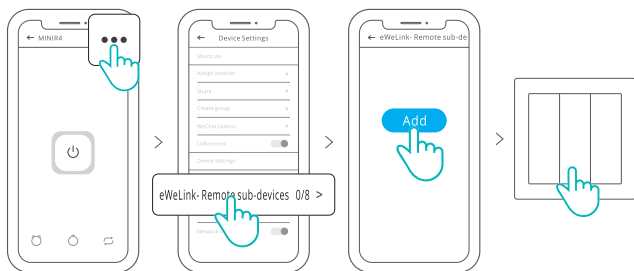 ← MINIR4
← Device Settings
Shortcuts
Assign location >
Share >
Create group >
WeChat control >
LAN control
Device Settings
eWeLink- Remote sub-devices 0/8 >
Network
← eWeLink- Remote sub-de
Add